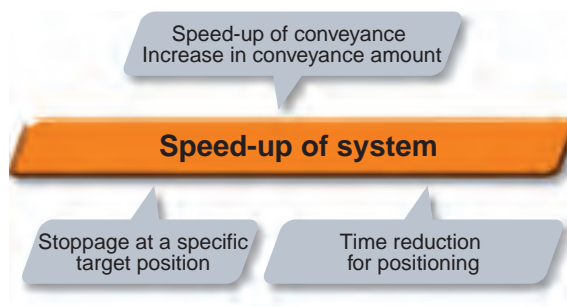 Speed-up of conveyance
Increase in conveyance amount
Speed-up of system
Stoppage at a specific
target position
Time reduction
for positioning